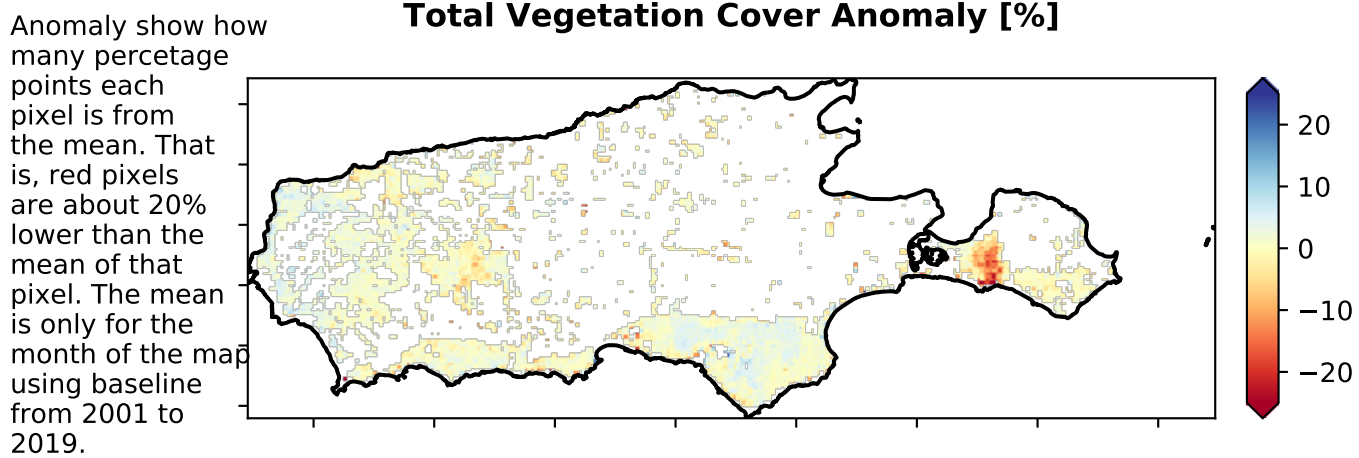 Total Vegetation Cover Anomaly [%]
Anomaly show how
many percetage
points each
pixel is from
the mean. That
is, red pixels
are about 20%
lower than the
mean of that
pixel. The mean
is only for the
month of the map
using baseline
from 2001 to
2019.
20
10
0
−10
−20